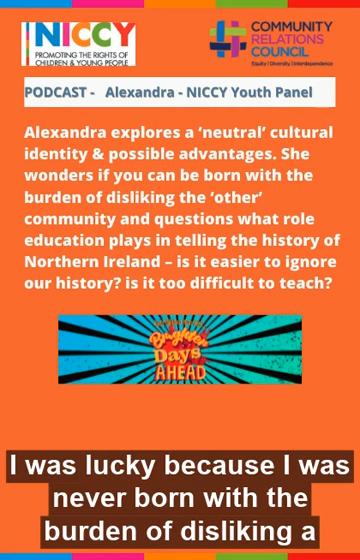 NICCY
PROMOTING THE RIGHTS OF
CHILDREN & YOUNG PEOPLE
COMMUNITY
RELATIONS
COUNCIL
Equity | Diversity | Interdependence
PODCAST - Alexandra - NICCY Youth Panel
Alexandra explores a ‘neutral’ cultural
identity & possible advantages. She
wonders if you can be born with the
burden of disliking the ‘other’
community and questions what role
education plays in telling the history of
Northern Ireland – is it easier to ignore
our history? is it too difficult to teach?
Brighter
Days
AHEAD
I was lucky because I was
never born with the
burden of disliking a